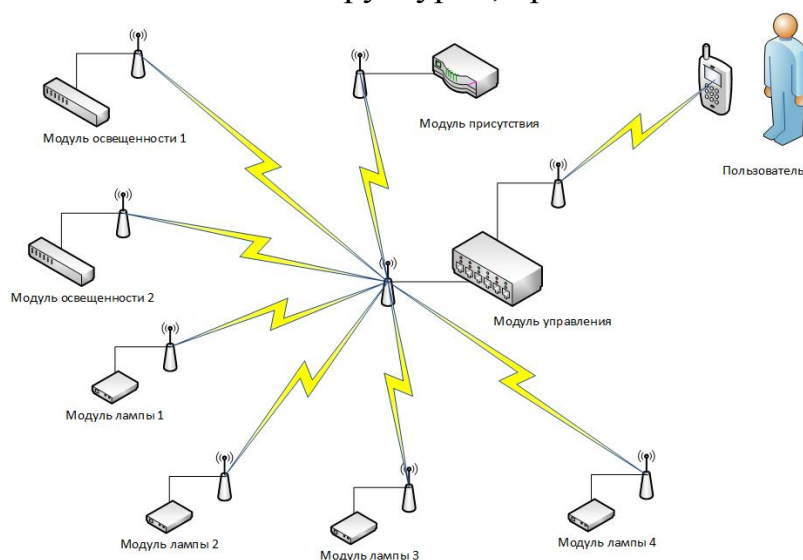 Модуль освещенности 1
Модуль присутствия
Пользователь
Модуль освещенности 2
Модуль управления
Модуль лампы 1
Модуль лампы 2
Модуль лампы 3
Модуль лампы 4